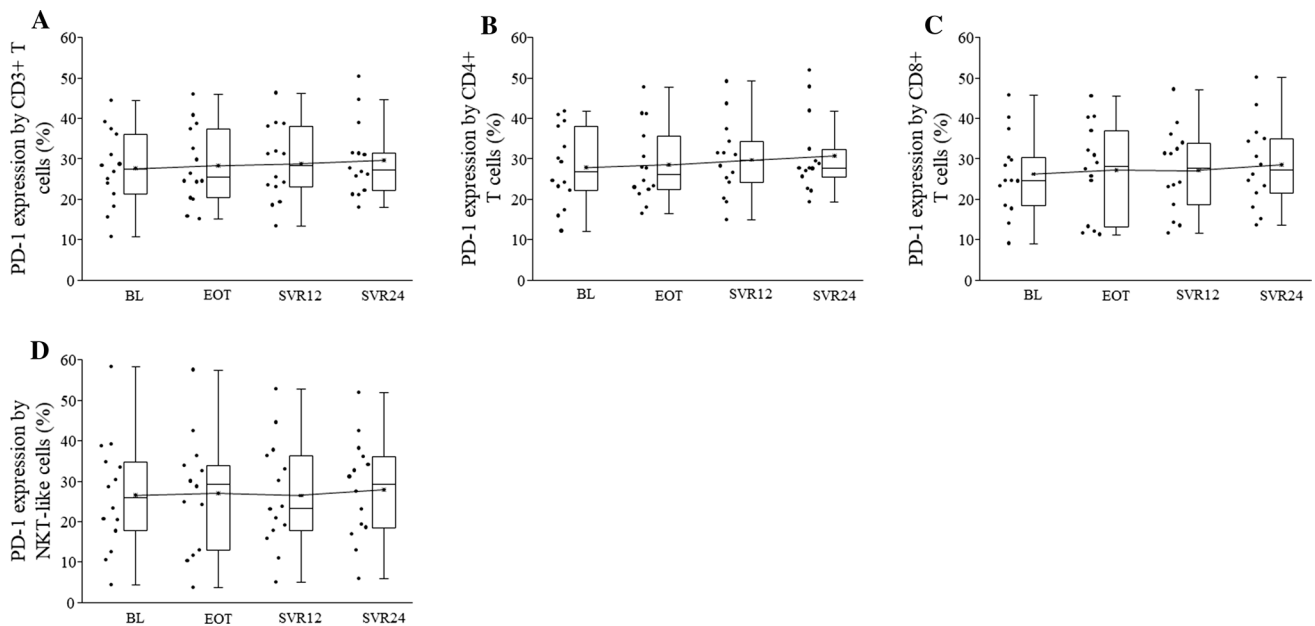 A
PD-1 expression by CD3+ T
cells (%)
60
50
40
30
20
10
0
BL EOT SVR12 SVR24
B
PD-1 expression by CD4+
T cells (%)
60
50
40
30
20
10
0
BL EOT SVR12 SVR24
C
PD-1 expression by CD8+
T cells (%)
60
50
40
30
20
10
0
BL EOT SVR12 SVR24
D
PD-1 expression by
NKT-like cells (%)
60
50
40
30
20
10
0
BL EOT SVR12 SVR24